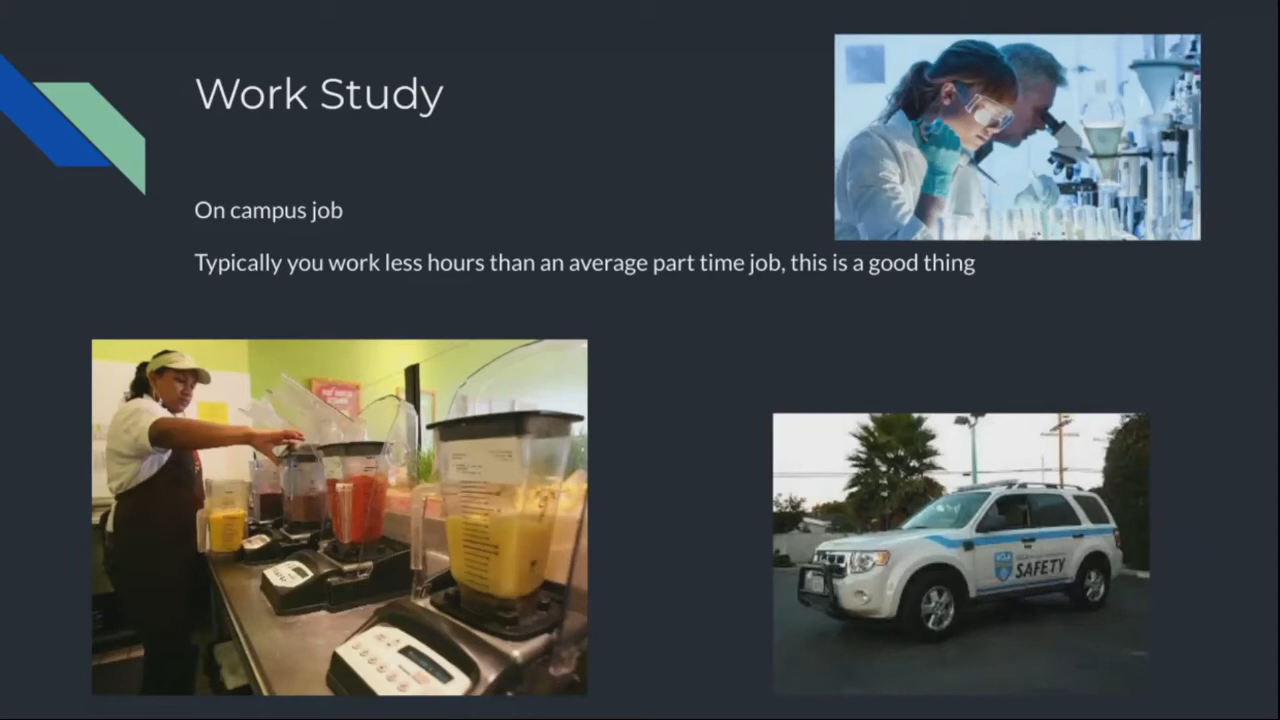 Work Study
On campus job
Typically you work less hours than an average part time job, this is a good thing
SAFETY